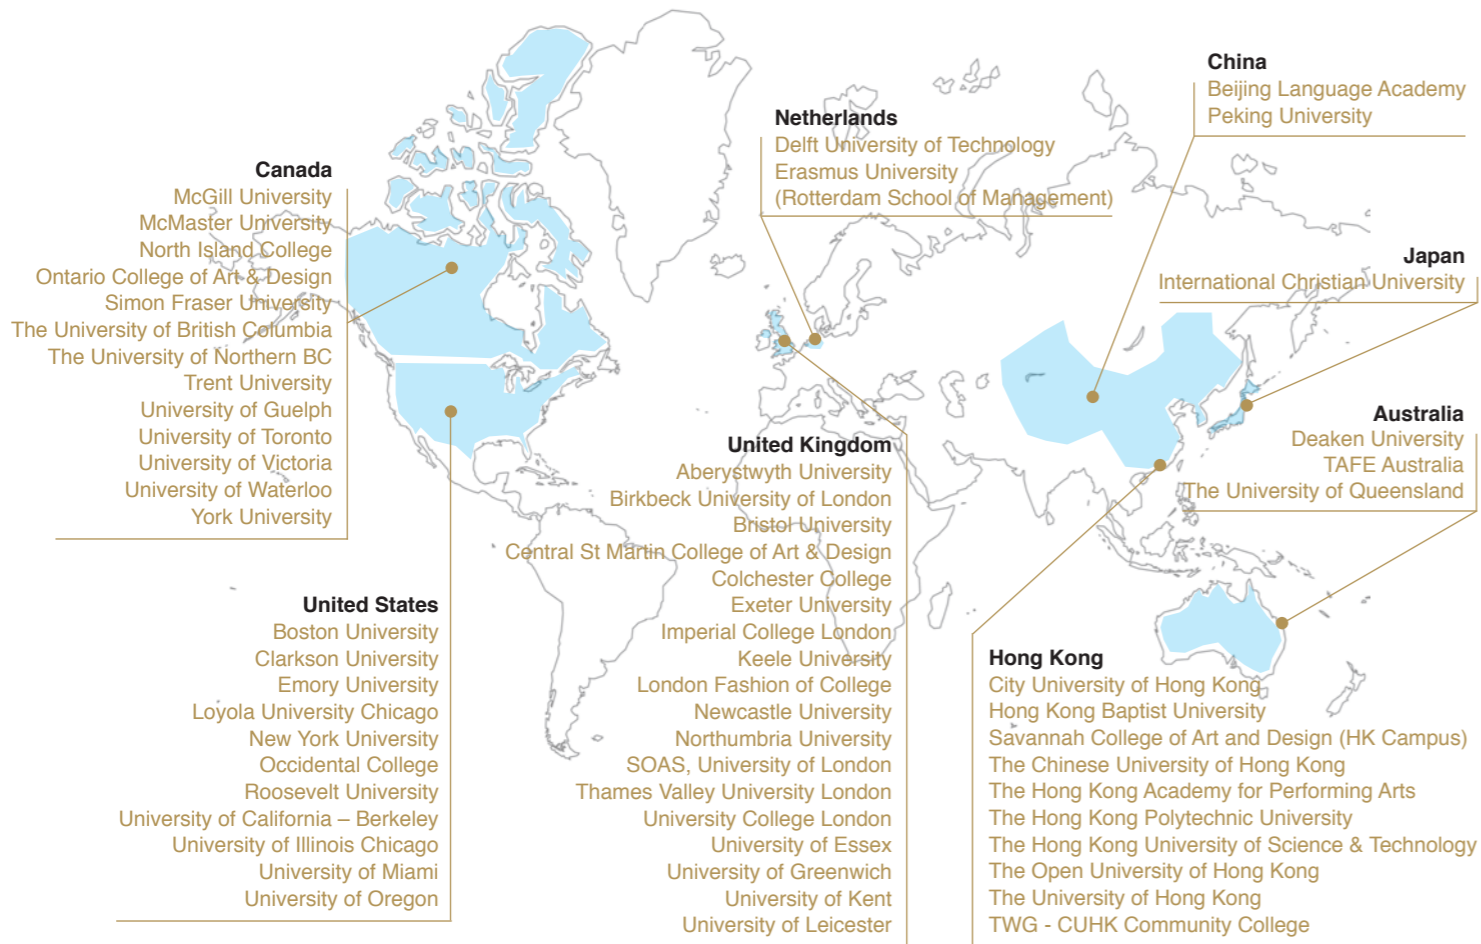 Canada
McGill University
McMaster University
North Island College
Ontario College of Art & Design
Simon Fraser University
The University of British Columbia
The University of Northern BC
Trent University
University of Guelph
University of Toronto
University of Victoria
University of Waterloo
York University
United States
Boston University
Clarkson University
Emory University
Loyola University Chicago
New York University
Occidental College
Roosevelt University
University of California – Berkeley
University of Illinois Chicago
University of Miami
University of Oregon
Netherlands
Delft University of Technology
Erasmus University
(Rotterdam School of Management)
United Kingdom
Aberystwyth University
Birkbeck University of London
Bristol University
Central St Martin College of Art & Design
Colchester College
Exeter University
Imperial College London
Keele University
London Fashion of College
Newcastle University
Northumbria University
SOAS, University of London
Thames Valley University London
University College London
University of Essex
University of Greenwich
University of Kent
University of Leicester
China
Beijing Language Academy
Peking University
Japan
International Christian University
Australia
Deaken University
TAFE Australia
The University of Queensland
Hong Kong
City University of Hong Kong
Hong Kong Baptist University
Savannah College of Art and Design (HK Campus)
The Chinese University of Hong Kong
The Hong Kong Academy for Performing Arts
The Hong Kong Polytechnic University
The Hong Kong University of Science & Technology
The Open University of Hong Kong
The University of Hong Kong
TWG - CUHK Community College